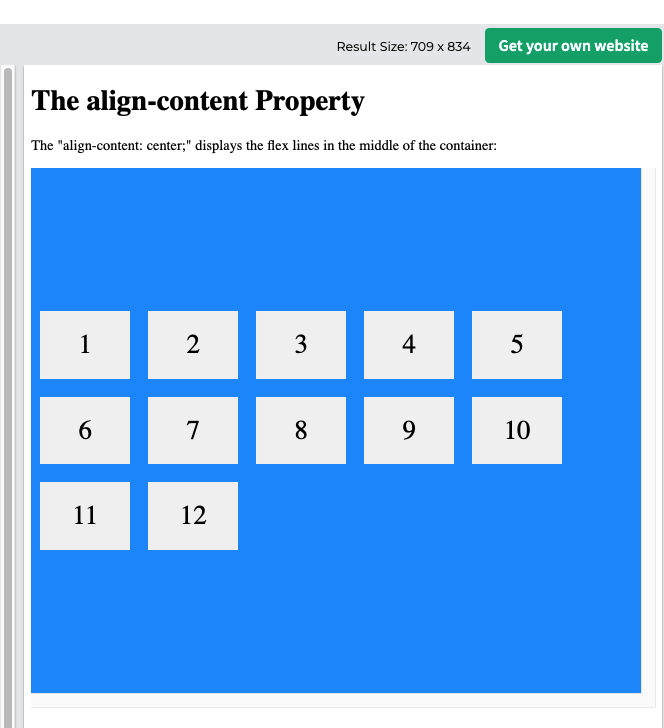 Result Size: 709 x 834 Get your own website
The align-content Property
The "align-content: center;" displays the flex lines in the middle of the container:
1 2 3 4 5
6 7 8 9 10
11 12